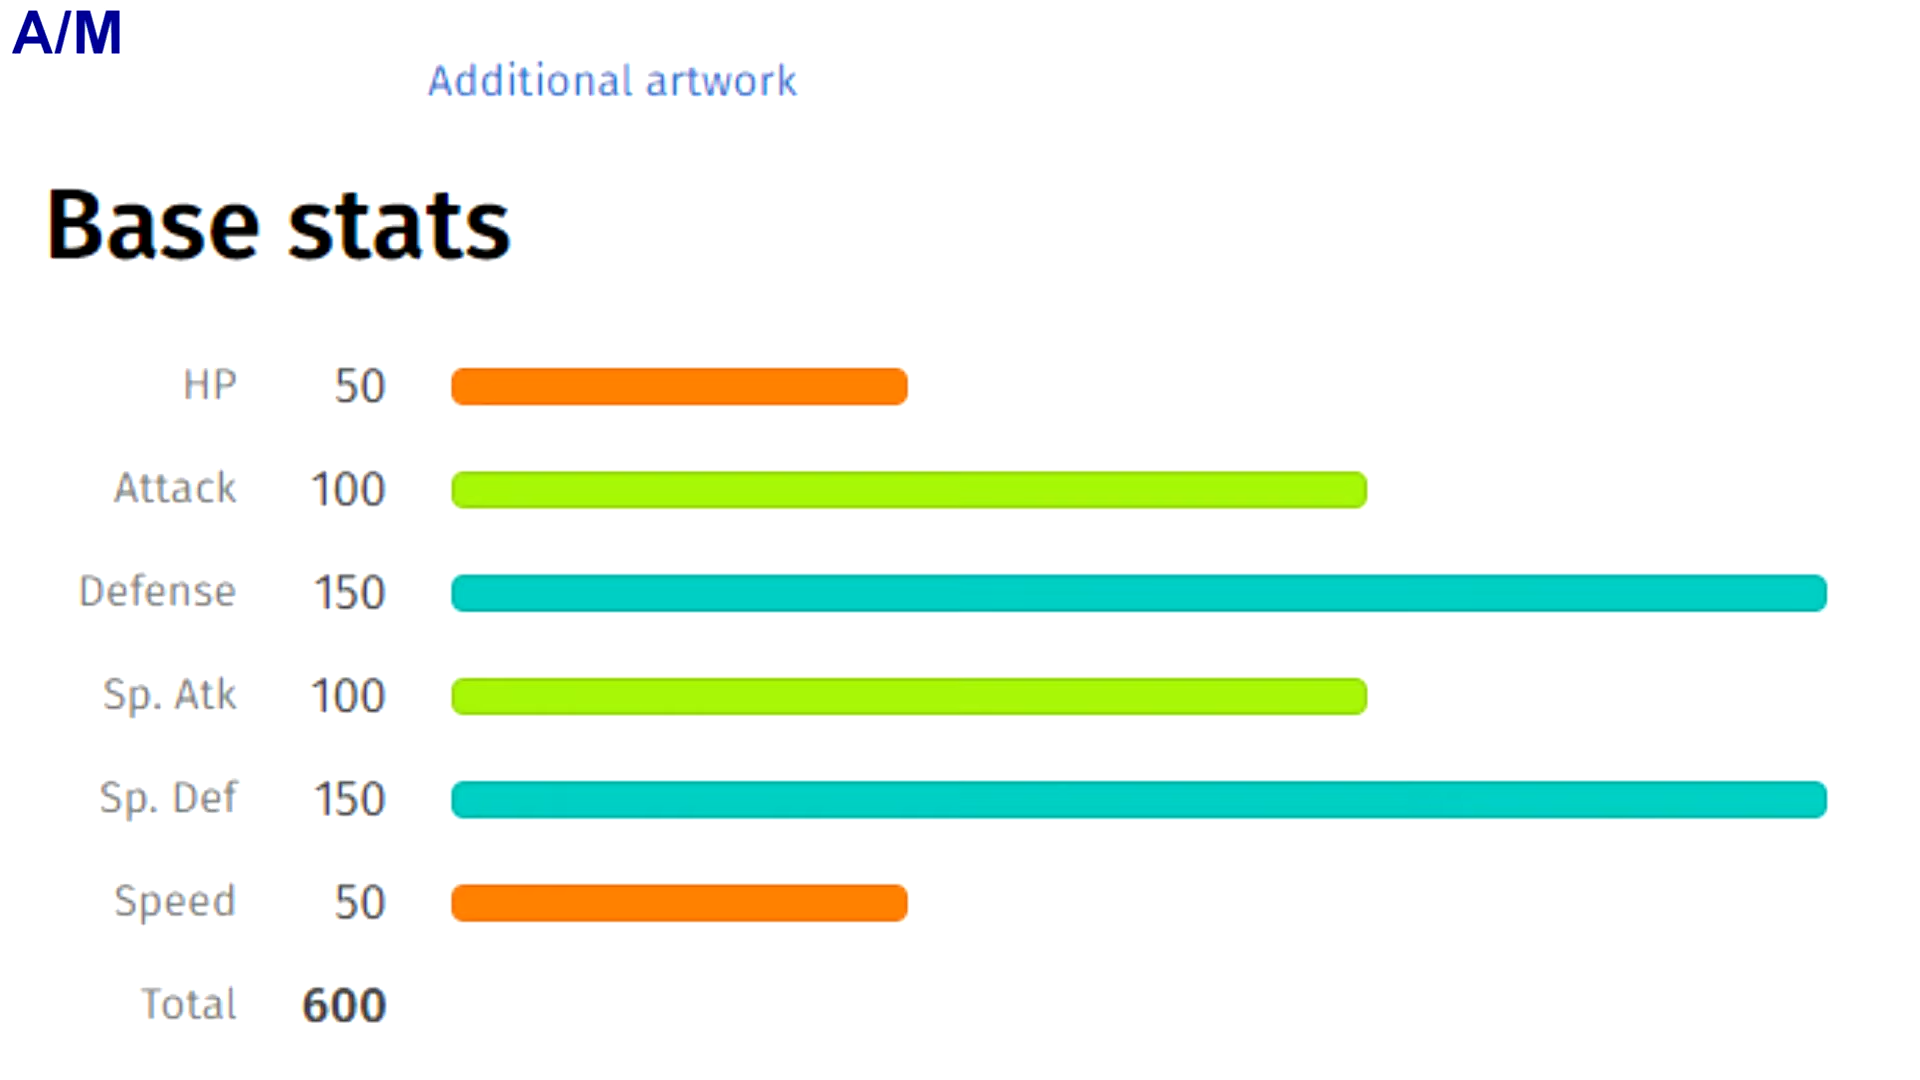 A/M
Additional artwork
Base stats
HP 50
Attack 100
Defense 150
Sp. Atk 100
Sp. Def 150
Speed 50
Total 600